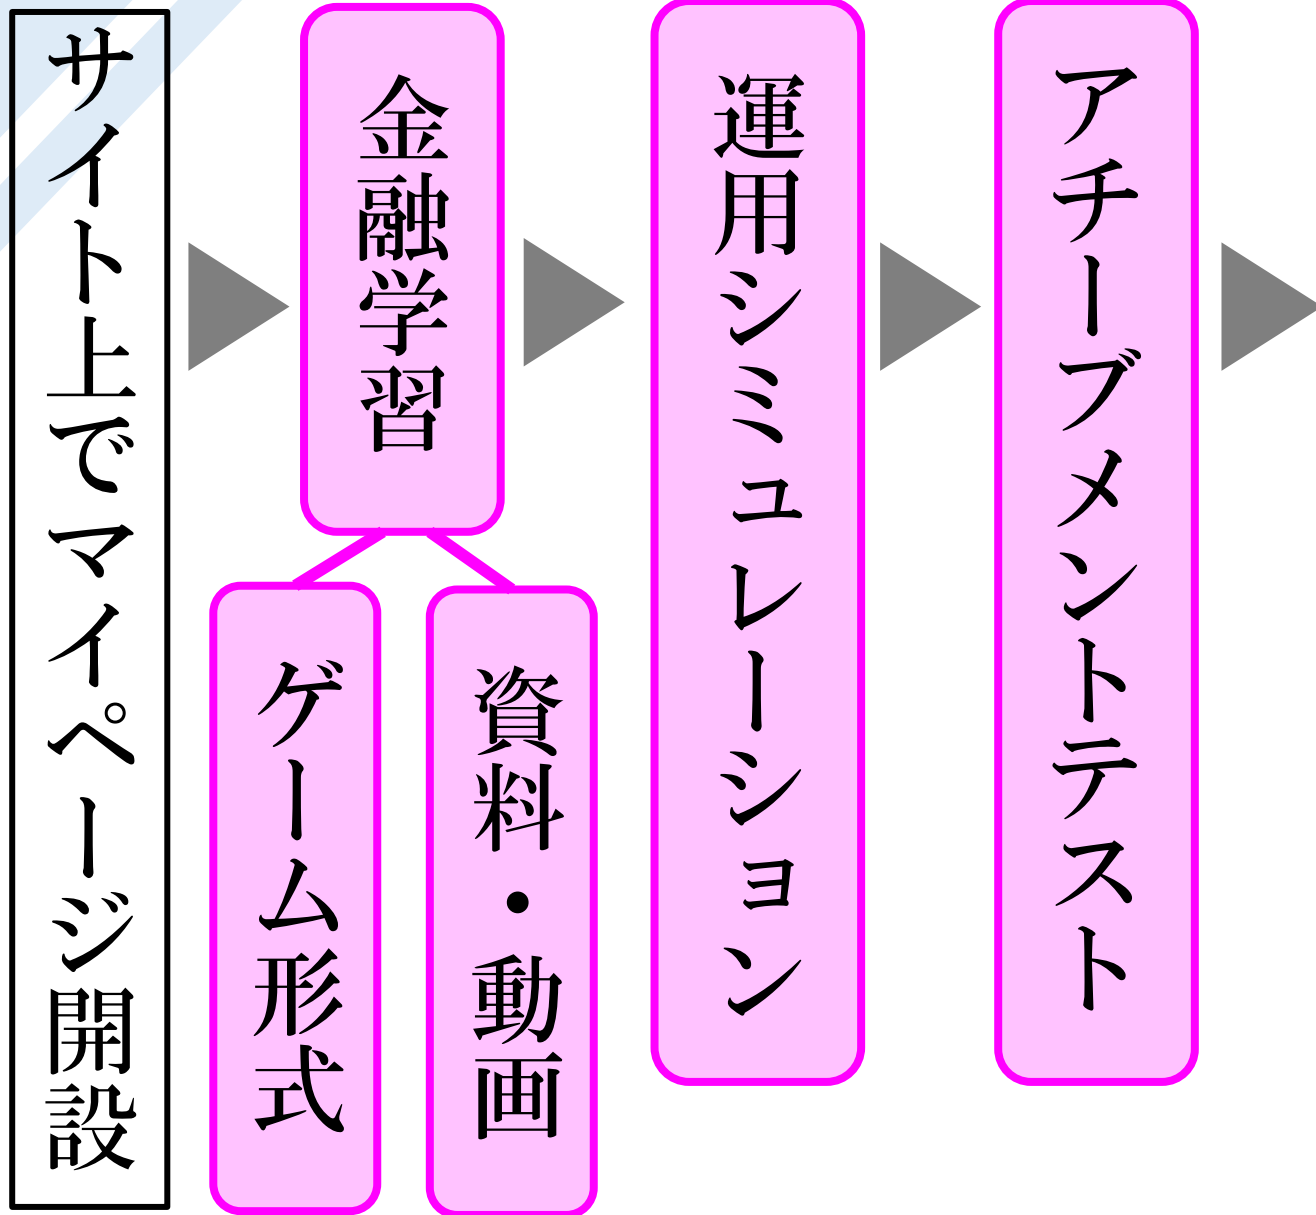 サイト上でマイページ開設
金融学習
ゲーム形式
資料・動画
運用シミュレーション
アチーブメントテスト